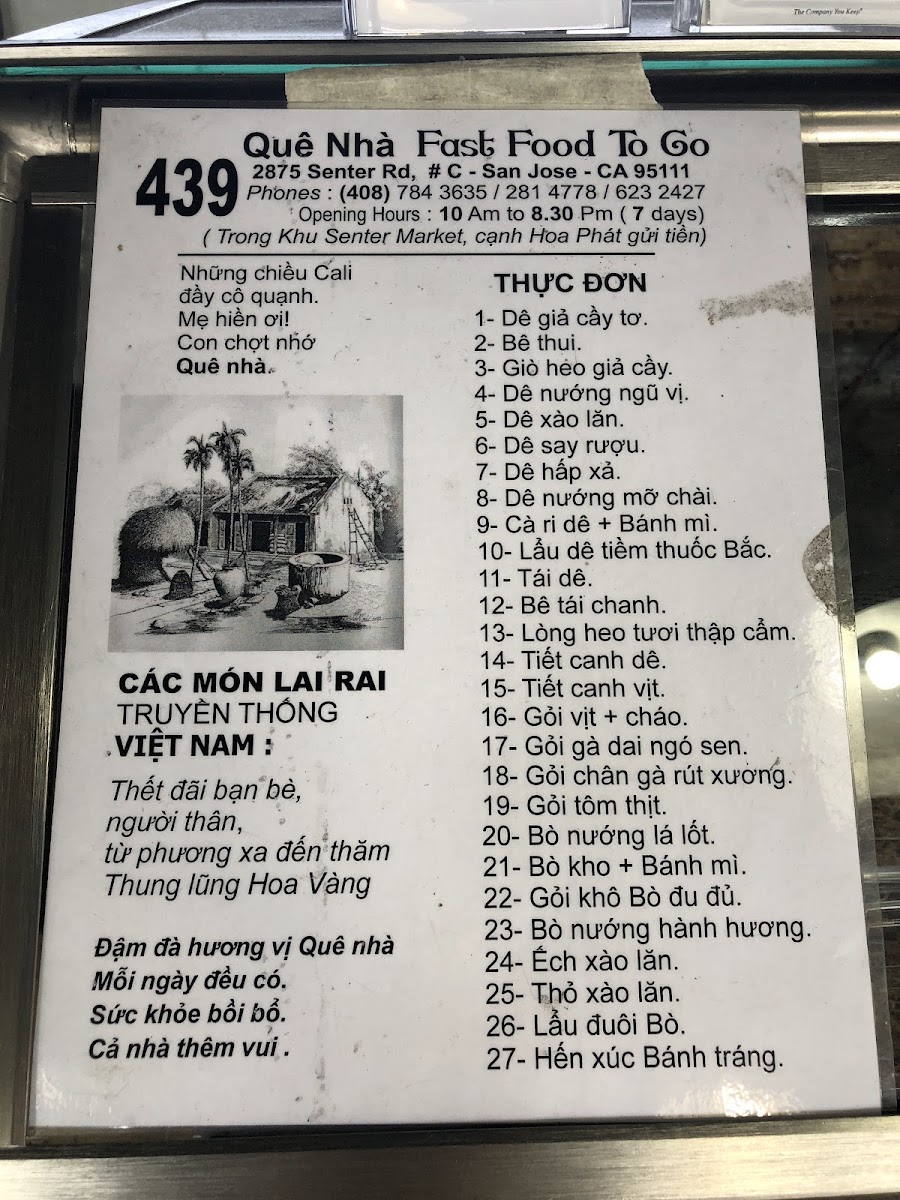 The Company You Keep®
Quê Nhà Fast Food To Go
439
2875 Senter Rd, # C - San Jose - CA 95111
Phones : (408) 784 3635 / 281 4778 / 623 2427
Opening Hours : 10 Am to 8.30 Pm ( 7 days)
( Trong Khu Senter Market, cạnh Hoa Phát gửi tiền)
Những chiều Cali
đầy cô quạnh.
Mẹ hiền ơi!
Con chợt nhớ
Quê nhà.
CÁC MÓN LAI RAI
TRUYỀN THỐNG
VIỆT NAM :
Thết đãi bạn bè,
người thân,
từ phương xa đến thăm
Thung lũng Hoa Vàng
Đậm đà hương vị Quê nhà
Mỗi ngày đều có.
Sức khỏe bồi bổ.
Cả nhà thêm vui .
THỰC ĐƠN
1- Dê giả cầy tơ.
2- Bê thui.
3- Giò heo giả cầy.
4- Dê nướng ngũ vị.
5- Dê xào lăn.
6- Dê say rượu.
7- Dê hấp xả.
8- Dê nướng mỡ chài.
9- Cà ri dê + Bánh mì.
10- Lẩu dê tiềm thuốc Bắc.
11- Tái dê.
12- Bê tái chanh.
13- Lòng heo tươi thập cẩm.
14- Tiết canh dê.
15- Tiết canh vịt.
16- Gỏi vịt + cháo.
17- Gỏi gà dai ngó sen.
18- Gỏi chân gà rút xương.
19- Gỏi tôm thịt.
20- Bò nướng lá lốt.
21- Bò kho + Bánh mì.
22- Gỏi khô Bò đu đủ.
23- Bò nướng hành hương.
24- Ếch xào lăn.
25- Thỏ xào lăn.
26- Lẩu đuôi Bò.
27- Hến xúc Bánh tráng.